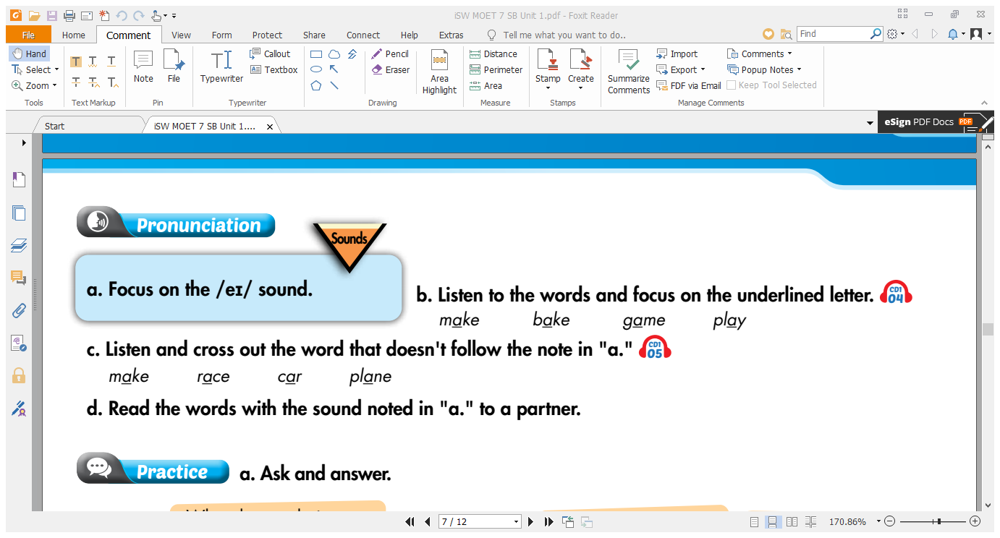 iSW MOET 7 SB Unit 1.pdf - Foxit Reader
File Home Comment View Form Protect Share Connect Help Extras Tell me what you want to do.. Find
Hand
Select
Zoom
Tools
T T T
T T T
Text Markup
Note File
Pin
Typewriter
Callout
Textbox
Typewriter
Pencil
Eraser
Area Highlight
Drawing
Distance
Perimeter
Area
Measure
Stamp Create
Stamps
Summarize Comments
Import
Export
FDF via Email
Comments
Popup Notes
Keep Tool Selected
Manage Comments
Start iSW MOET 7 SB Unit 1.... eSign PDF Docs PDF
Pronunciation
Sounds
a. Focus on the /eɪ/ sound.
b. Listen to the words and focus on the underlined letter. CD1 04
make bake game play
c. Listen and cross out the word that doesn't follow the note in "a." CD1 05
make race car plane
d. Read the words with the sound noted in "a." to a partner.
Practice a. Ask and answer.
7 / 12 170.86%